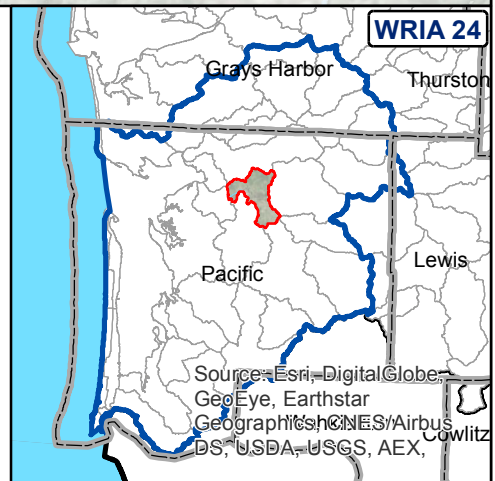 WRIA 24
Grays Harbor
Thurston
Lewis
Pacific
Source: Esri, DigitalGlobe,
GeoEye, Earthstar
Geographics, CNES/Airbus
DS, USDA, USGS, AEX,
Cowlitz